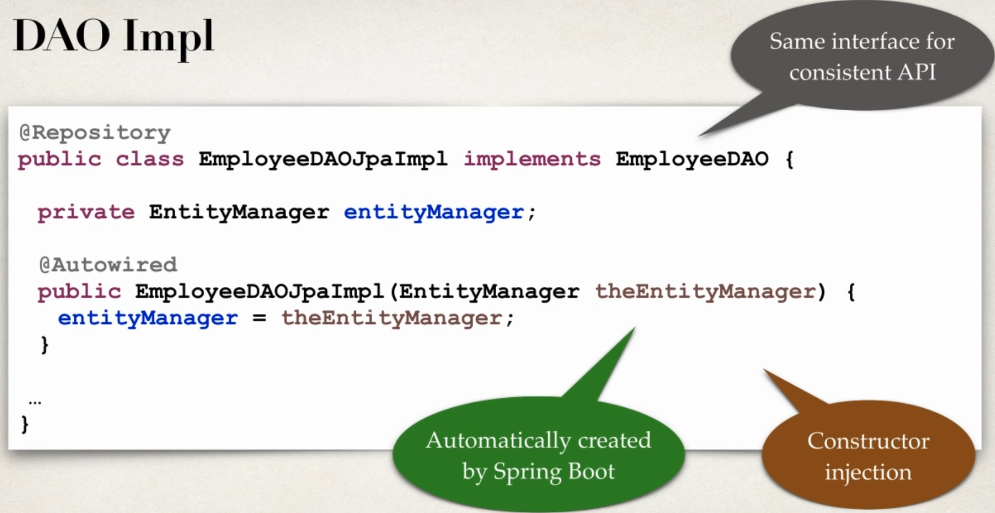 DAO Impl
Same interface for
consistent API
@Repository
public class EmployeeDAOJpaImpl implements EmployeeDAO {
private EntityManager entityManager;
@Autowired
public EmployeeDAOJpaImpl(EntityManager theEntityManager) {
entityManager = theEntityManager;
}
…
}
Automatically created
by Spring Boot
Constructor
injection